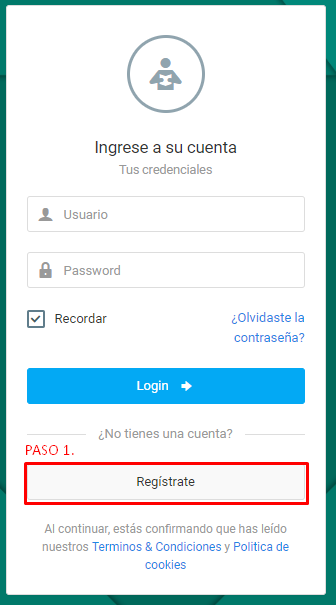 Ingrese a su cuenta
Tus credenciales
Usuario
Password
Recordar
¿Olvidaste la
contraseña?
Login
¿No tienes una cuenta?
PASO 1.
Regístrate
Al continuar, estás confirmando que has leído
nuestros Terminos & Condiciones y Politica de
cookies